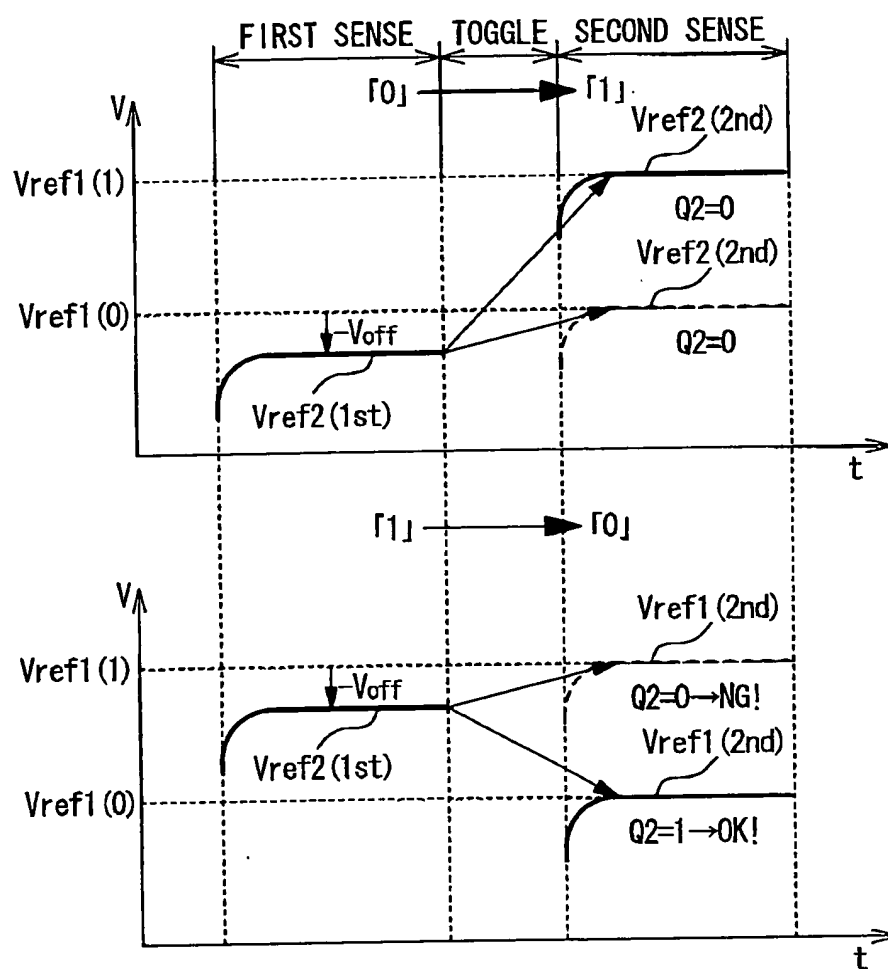 FIRST SENSE TOGGLE SECOND SENSE
「0」 「1」
V
Vref2(2nd)
Vref1(1)
Q2=0
Vref2(2nd)
Vref1(0)
-Voff
Q2=0
Vref2(1st)
t
「1」 「0」
V
Vref1(2nd)
Vref1(1)
-Voff
Q2=0→NG!
Vref2(1st)
Vref1(2nd)
Vref1(0)
Q2=1→OK!
t